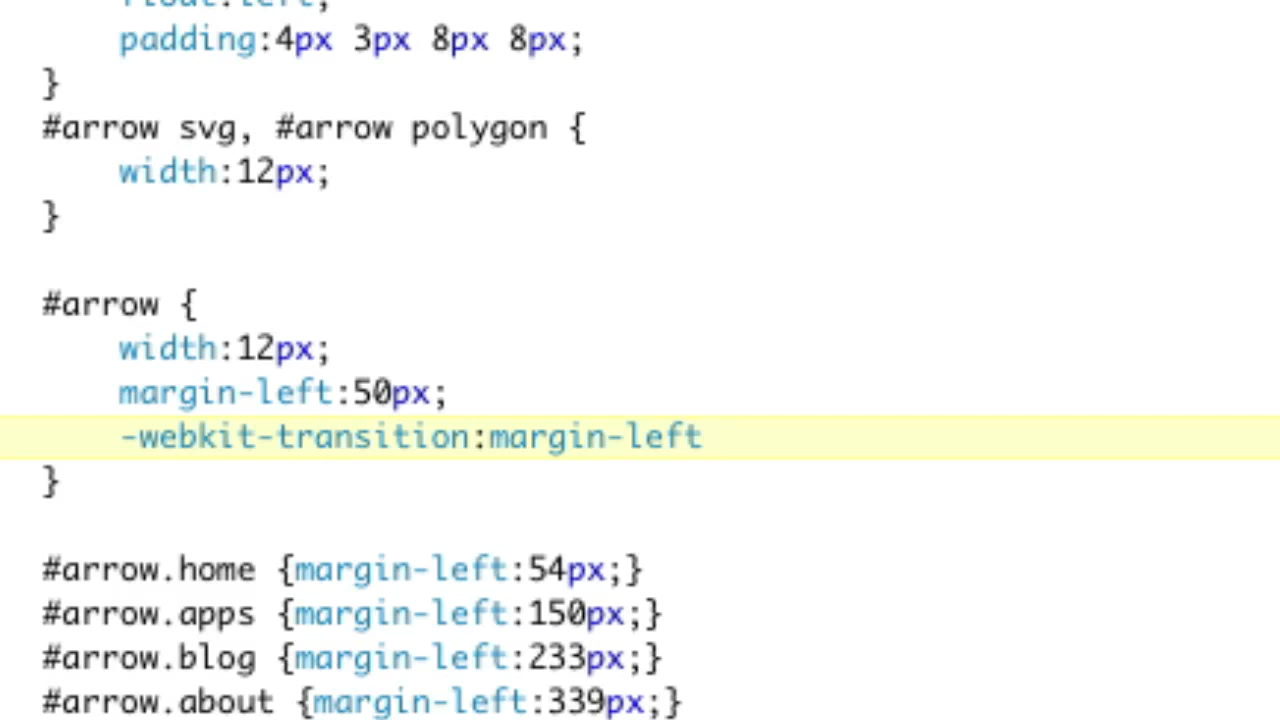 float:left;
padding:4px 3px 8px 8px;
}
#arrow svg, #arrow polygon {
width:12px;
}
#arrow {
width:12px;
margin-left:50px;
-webkit-transition:margin-left
}
#arrow.home {margin-left:54px;}
#arrow.apps {margin-left:150px;}
#arrow.blog {margin-left:233px;}
#arrow.about {margin-left:339px;}